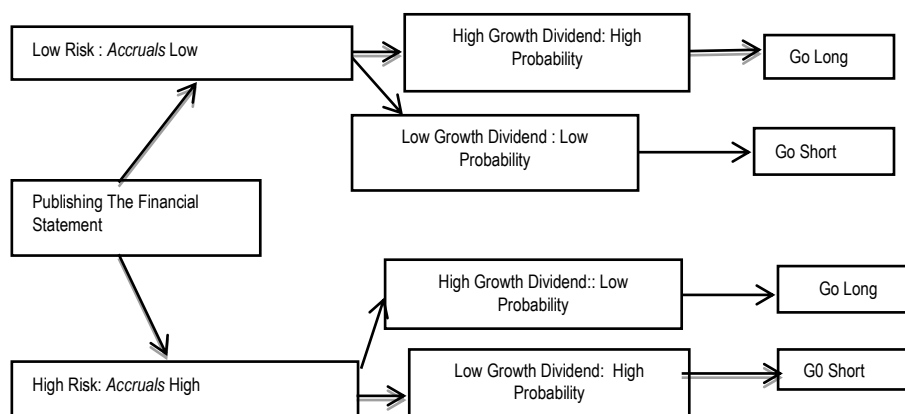 Low Risk : Accruals Low
High Growth Dividend: High
Probability
Go Long
Low Growth Dividend : Low
Probability
Go Short
Publishing The Financial
Statement
High Growth Dividend:: Low
Probability
Go Long
High Risk: Accruals High
Low Growth Dividend: High
Probability
G0 Short